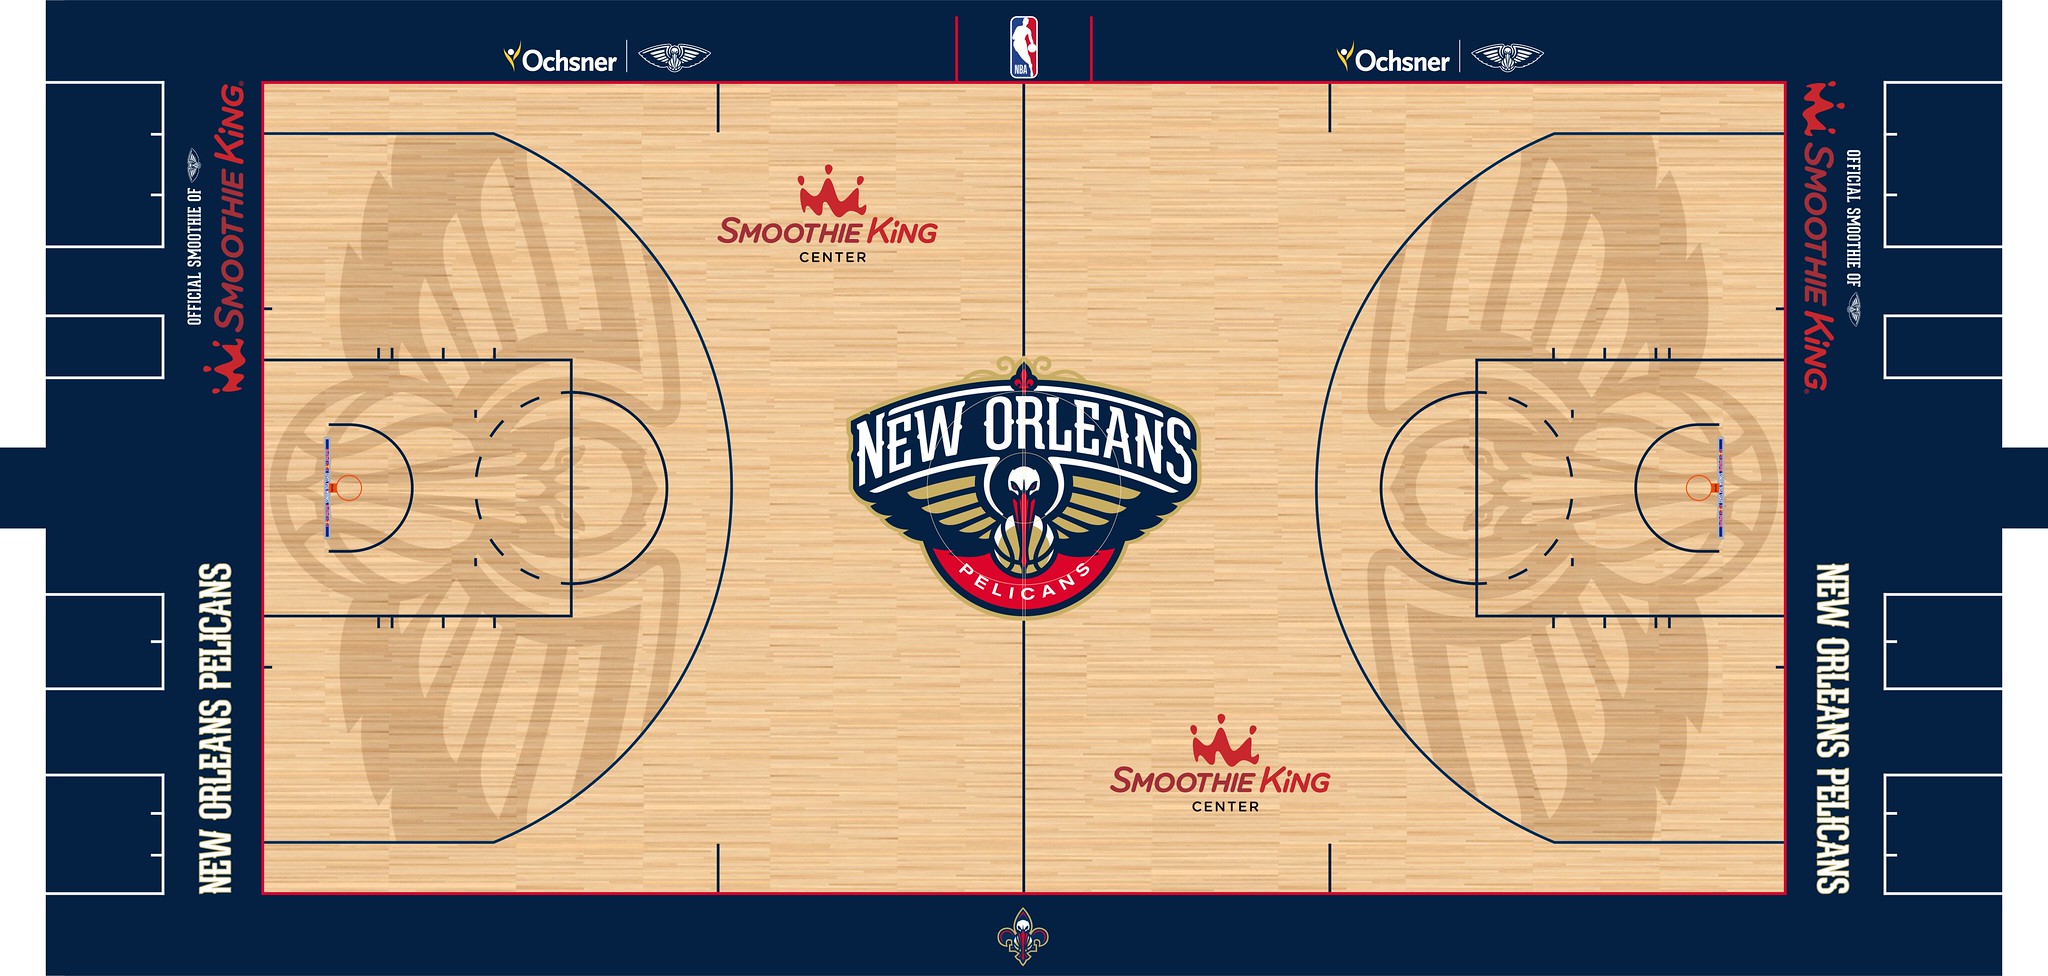 Ochsner
NBA
Ochsner
OFFICIAL SMOOTHIE OF
SMOOTHIE KING
SMOOTHIE KING
CENTER
SMOOTHIE KING
OFFICIAL SMOOTHIE OF
NEW ORLEANS
PELICANS
NEW ORLEANS PELICANS
SMOOTHIE KING
CENTER
NEW ORLEANS PELICANS